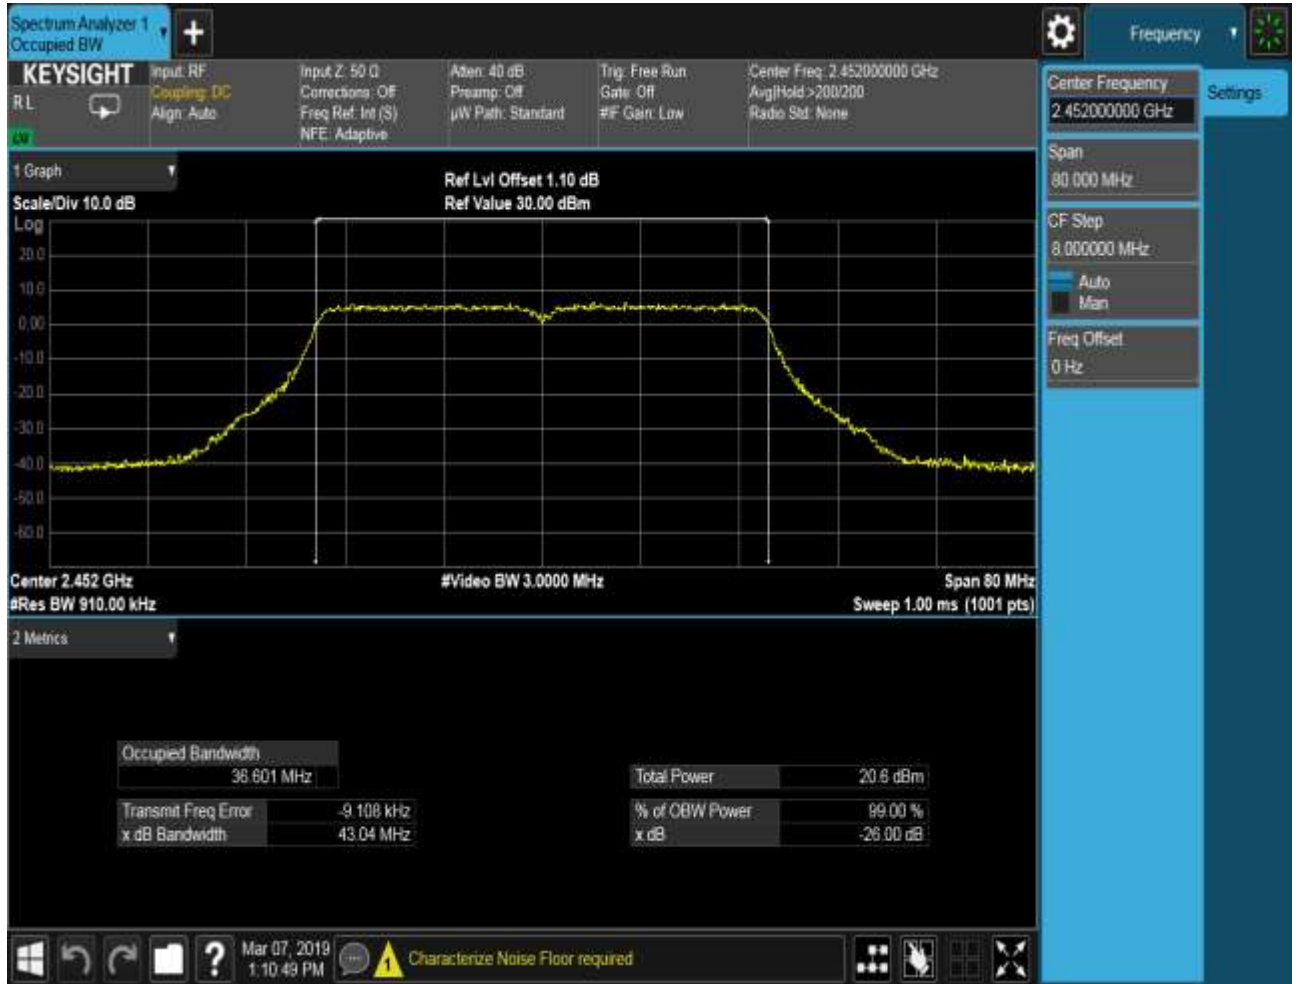 Spectrum Analyzer 1
Occupied BW
Frequency
KEYSIGHT
RL
Input: RF
Coupling: DC
Align: Auto
Input Z: 50 Ω
Corrections: Off
Freq Ref: Int (S)
NFE: Adaptive
Atten: 40 dB
Preamp: Off
µW Path: Standard
Trig: Free Run
Gate: Off
#IF Gain: Low
Center Freq: 2.452000000 GHz
Avg|Hold:>200/200
Radio Std: None
Center Frequency
2.452000000 GHz
Settings
Span
80.000 MHz
CF Step
8.000000 MHz
Auto
Man
Freq Offset
0 Hz
1 Graph
Scale/Div 10.0 dB
Ref Lvl Offset 1.10 dB
Ref Value 30.00 dBm
Log
20.0
10.0
0.00
-10.0
-20.0
-30.0
-40.0
-50.0
-60.0
Center 2.452 GHz
#Video BW 3.0000 MHz
Span 80 MHz
#Res BW 910.00 kHz
Sweep 1.00 ms (1001 pts)
2 Metrics
Occupied Bandwidth
36.601 MHz
Total Power 20.6 dBm
Transmit Freq Error -9.108 kHz
% of OBW Power 99.00 %
x dB Bandwidth 43.04 MHz
x dB -26.00 dB
Mar 07, 2019
1:10:49 PM
1
Characterize Noise Floor required